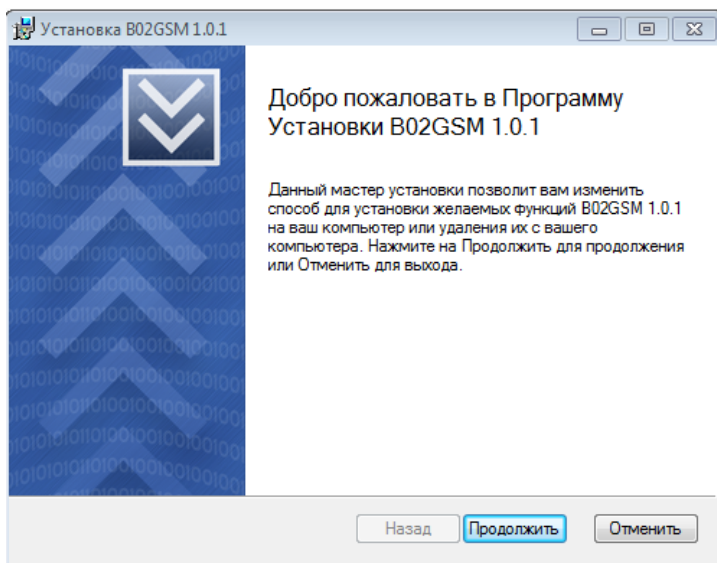 Установка B02GSM 1.0.1
Добро пожаловать в Программу
Установки B02GSM 1.0.1
Данный мастер установки позволит вам изменить
способ для установки желаемых функций B02GSM 1.0.1
на ваш компьютер или удаления их с вашего
компьютера. Нажмите на Продолжить для продолжения
или Отменить для выхода.
Назад Продолжить Отменить